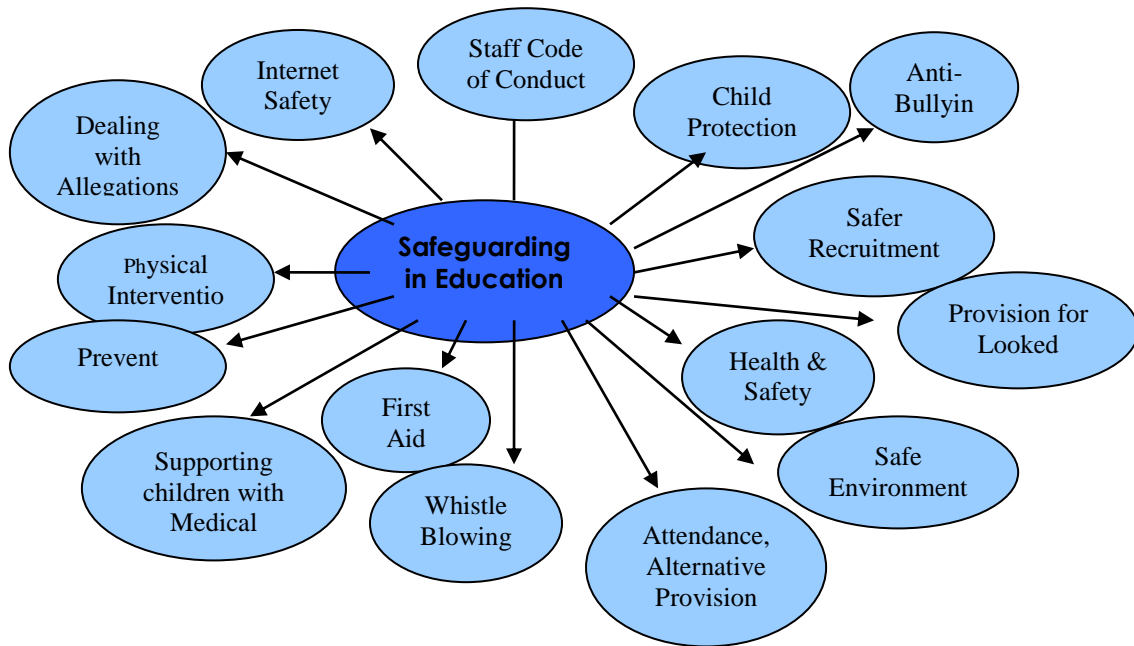 Staff Code
of Conduct
Internet
Safety
Anti-
Bullyin
Child
Protection
Dealing
with
Allegations
Safeguarding
in Education
Safer
Recruitment
Physical
Interventio
Provision for
Looked
Prevent
Health &
Safety
First
Aid
Safe
Environment
Supporting
children with
Medical
Whistle
Blowing
Attendance,
Alternative
Provision